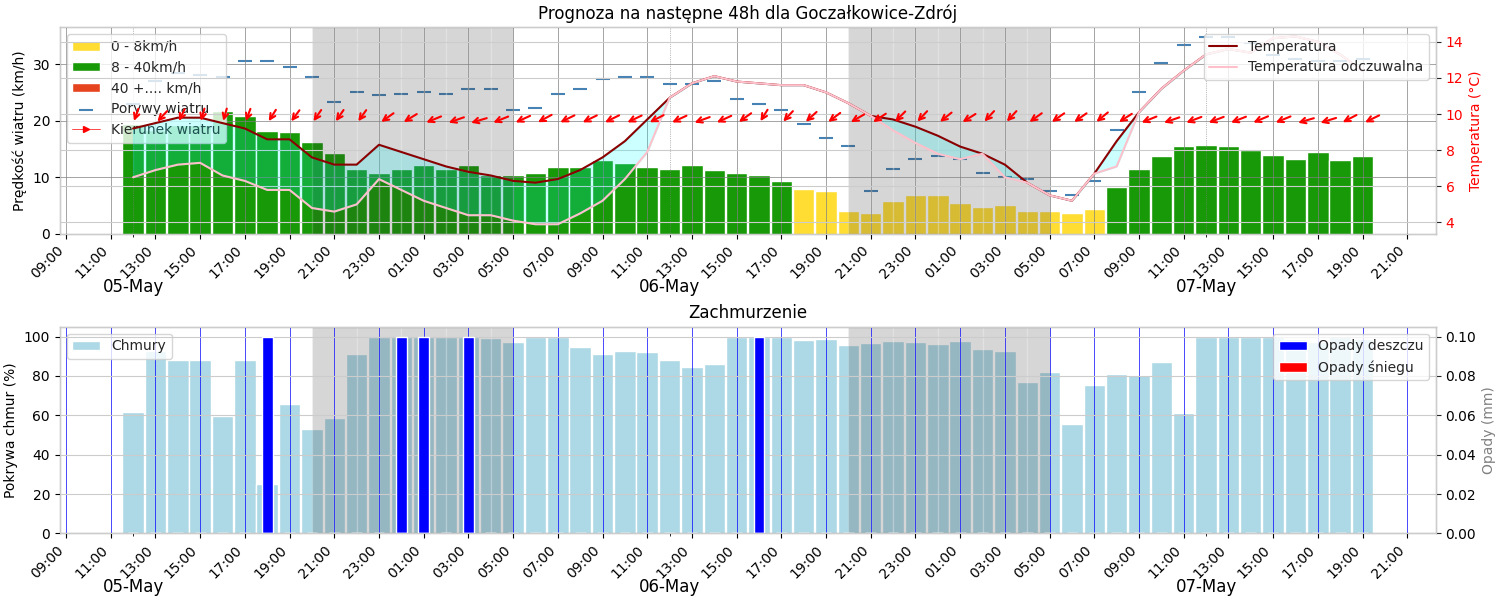 Prognoza na następne 48h dla Goczałkowice-Zdrój
Prędkość wiatru (km/h)
0 10 20 30
0 - 8km/h
8 - 40km/h
40 +.... km/h
Porywy wiatru
Kierunek wiatru
Temperatura
Temperatura odczuwalna
Temperatura (°C)
4 6 8 10 12 14
09:00 11:00 13:00 15:00 17:00 19:00 21:00 23:00 01:00 03:00 05:00 07:00 09:00 11:00 13:00 15:00 17:00 19:00 21:00 23:00 01:00 03:00 05:00 07:00 09:00 11:00 13:00 15:00 17:00 19:00 21:00
05-May 06-May 07-May
Zachmurzenie
Pokrywa chmur (%)
0 20 40 60 80 100
Chmury
Opady deszczu
Opady śniegu
Opady (mm)
0.00 0.02 0.04 0.06 0.08 0.10
09:00 11:00 13:00 15:00 17:00 19:00 21:00 23:00 01:00 03:00 05:00 07:00 09:00 11:00 13:00 15:00 17:00 19:00 21:00 23:00 01:00 03:00 05:00 07:00 09:00 11:00 13:00 15:00 17:00 19:00 21:00
05-May 06-May 07-May